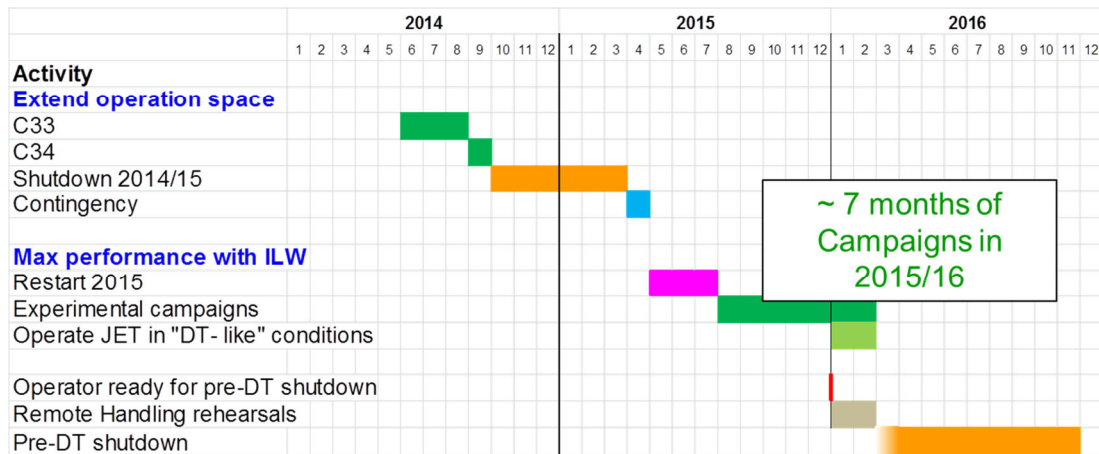 2014 2015 2016
1 2 3 4 5 6 7 8 9 10 11 12 1 2 3 4 5 6 7 8 9 10 11 12 1 2 3 4 5 6 7 8 9 10 11 12
Activity
Extend operation space
C33
C34
Shutdown 2014/15
Contingency
~ 7 months of
Campaigns in
2015/16
Max performance with ILW
Restart 2015
Experimental campaigns
Operate JET in "DT- like" conditions
Operator ready for pre-DT shutdown
Remote Handling rehearsals
Pre-DT shutdown